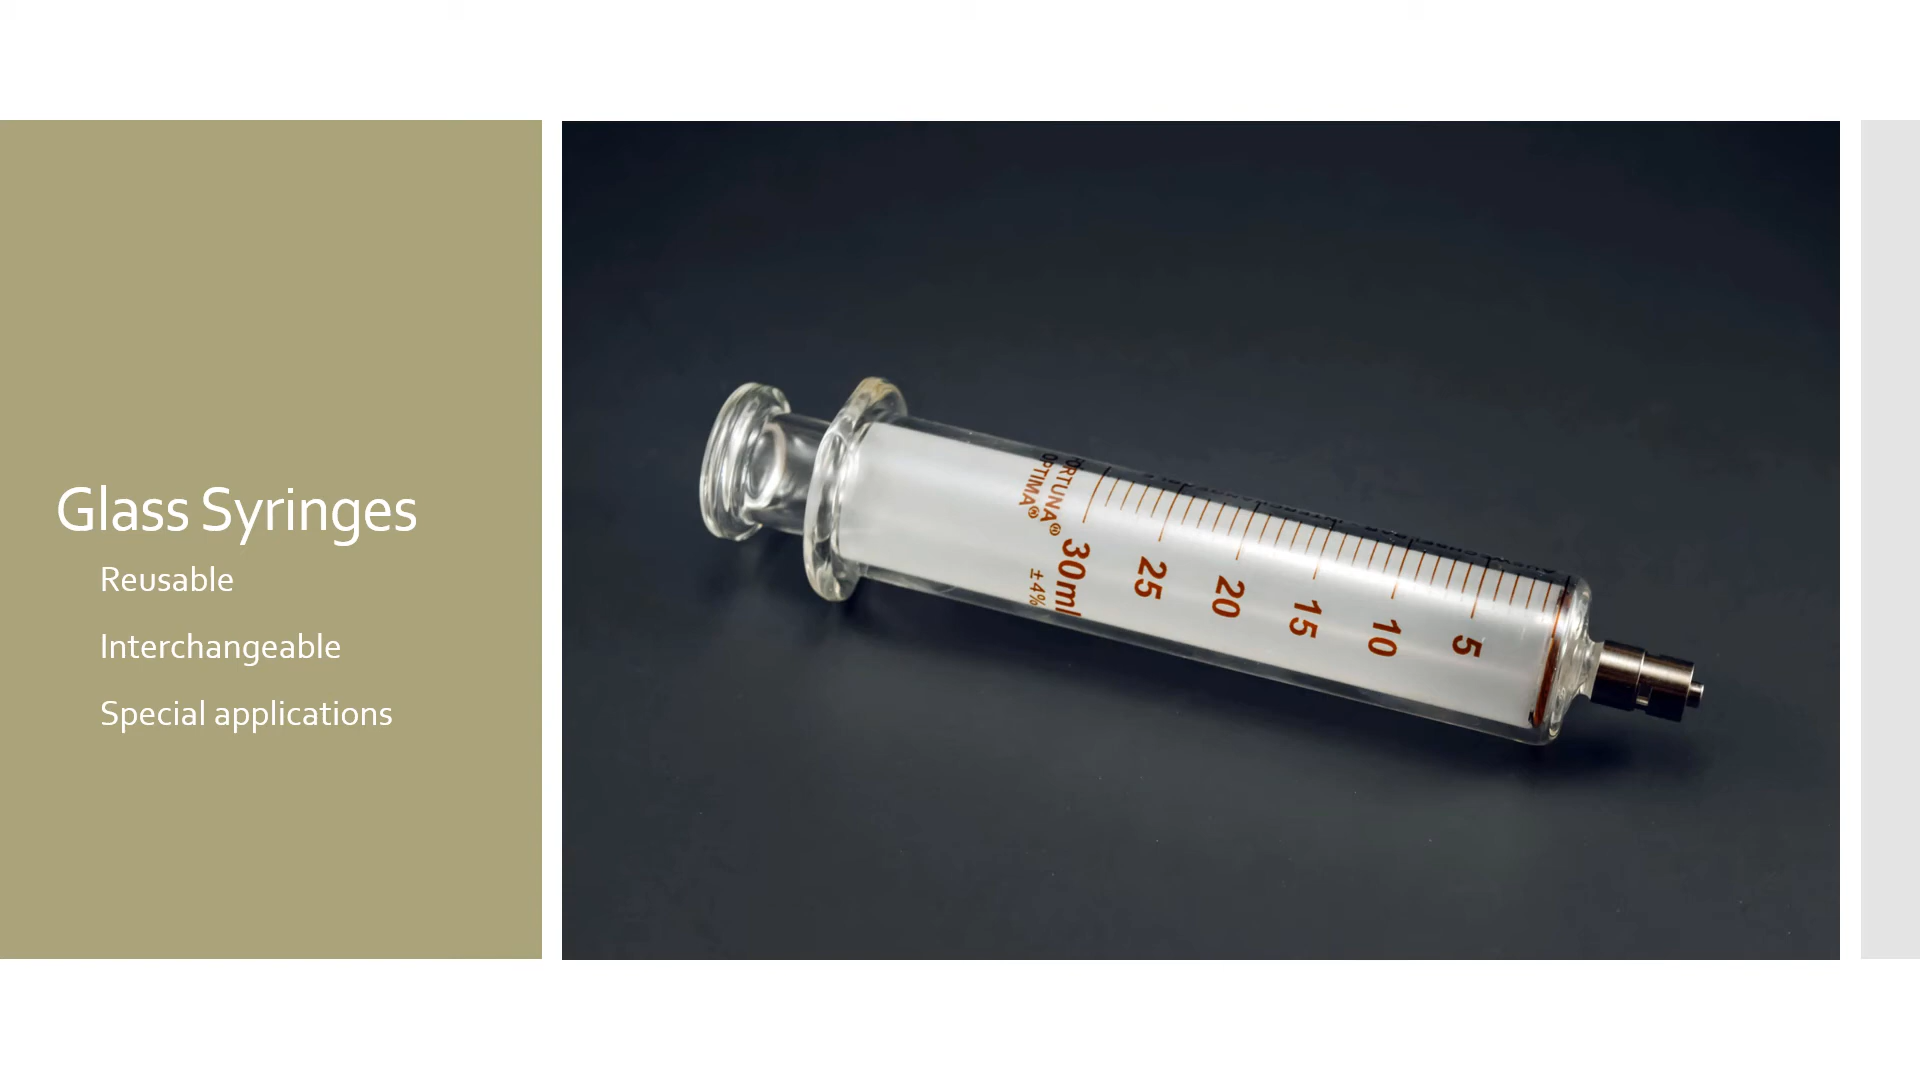 Glass Syringes
Reusable
Interchangeable
Special applications
FORTUNA®
OPTIMA®
30ml
±4%
25
20
15
10
5